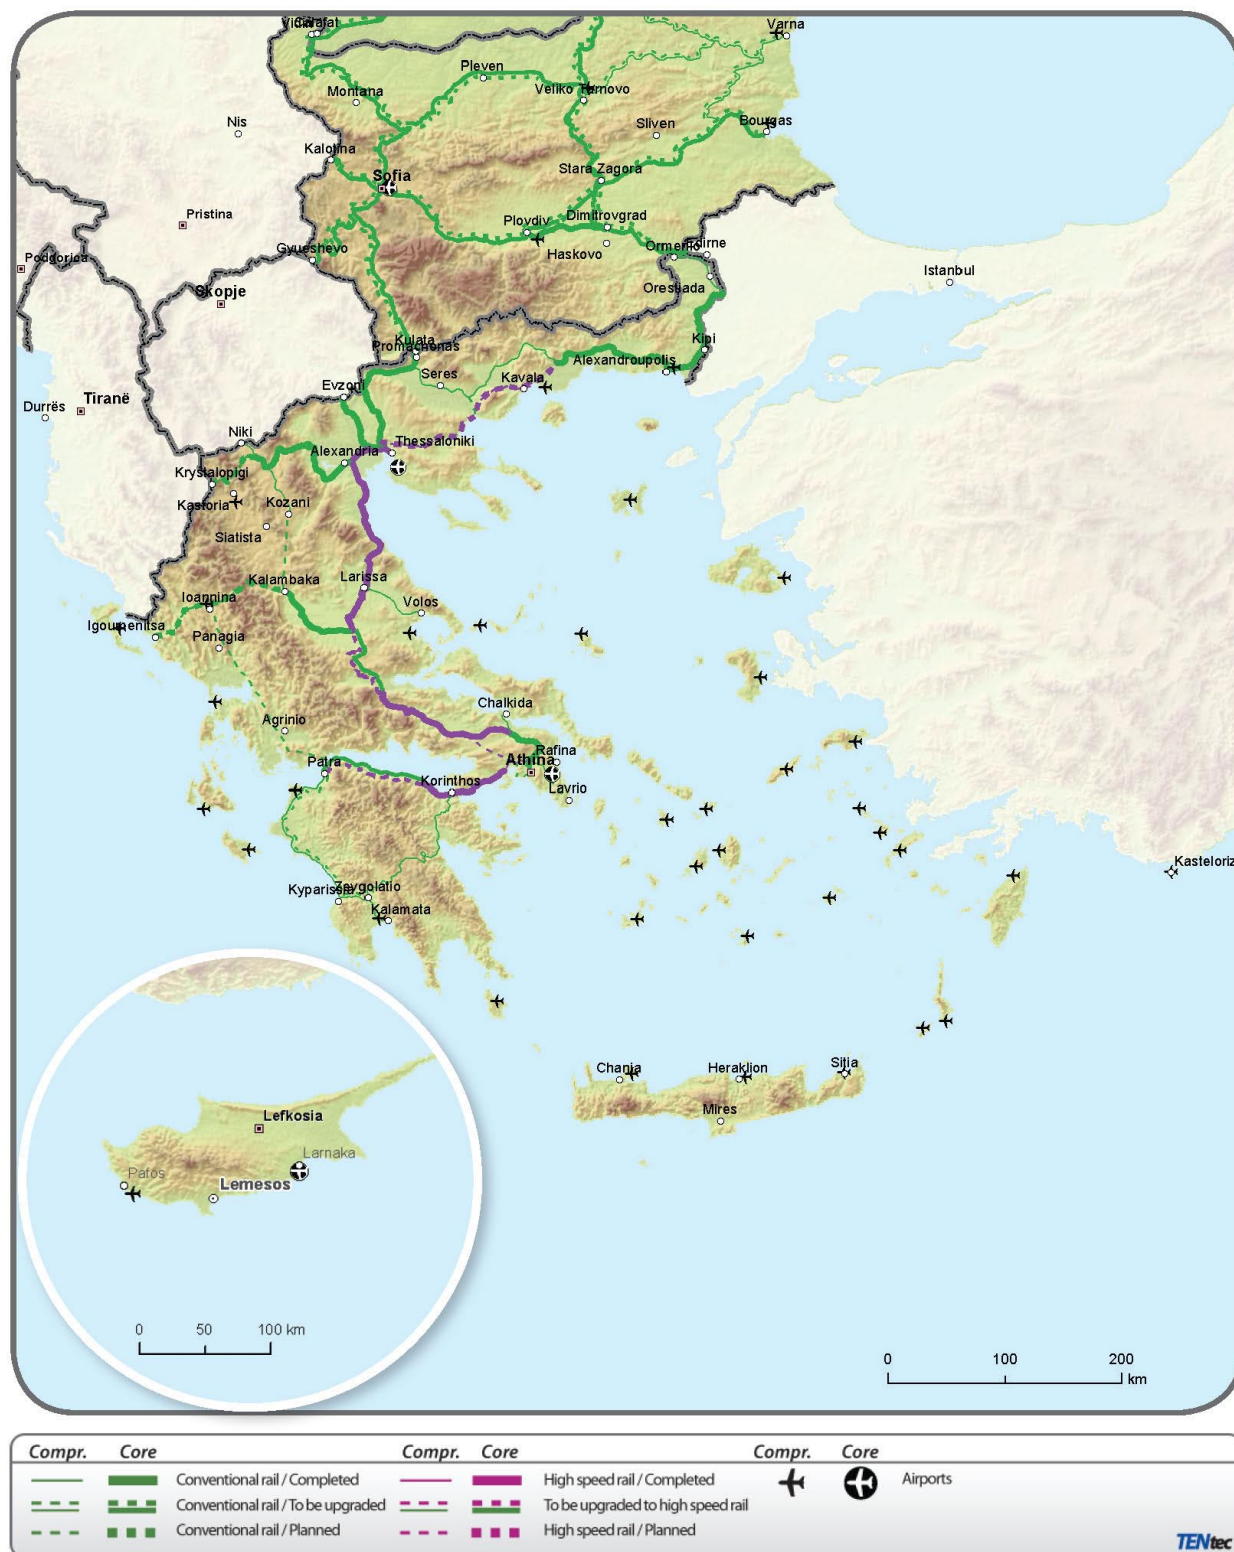 Varna
Pleven
Montana
Veliko Tarnovo
Nis
Sliven
Bourgas
Kalotina
Sofia
Stara Zagora
Pristina
Plovdiv
Dimitrovgrad
Gyueshevo
Haskovo
Ormenio
Edirne
Podgorica
Istanbul
Skopje
Orestiada
Kulata
Promachonas
Kipi
Seres
Alexandroupolis
Evzoni
Kavala
Tiranë
Durrës
Niki
Thessaloniki
Alexandria
Krystalopigi
Kastoria
Kozani
Siatista
Kalambaka
Larissa
Ioannina
Volos
Igoumenitsa
Panagia
Chalkida
Agrinio
Rafina
Athina
Patra
Korinthos
Lavrio
Kasteloriz
Kyparissia
Zevgolatio
Kalamata
Chania
Heraklion
Sitia
Mires
Lefkosia
Larnaka
Pafos
Lemesos
0 50 100 km
0 100 200
km
Compr. Core Compr. Core Compr. Core
Conventional rail / Completed High speed rail / Completed Airports
Conventional rail / To be upgraded To be upgraded to high speed rail
Conventional rail / Planned High speed rail / Planned
TENtec